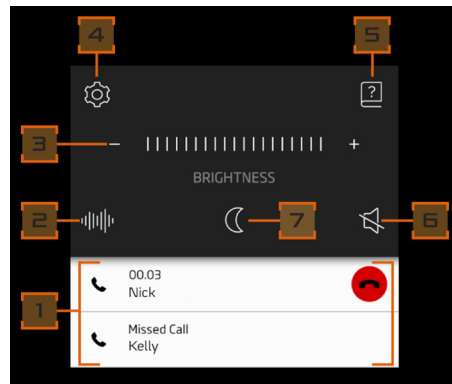 4
5
?
3
− +
BRIGHTNESS
2
7
6
00.03
Nick
1
Missed Call
Kelly